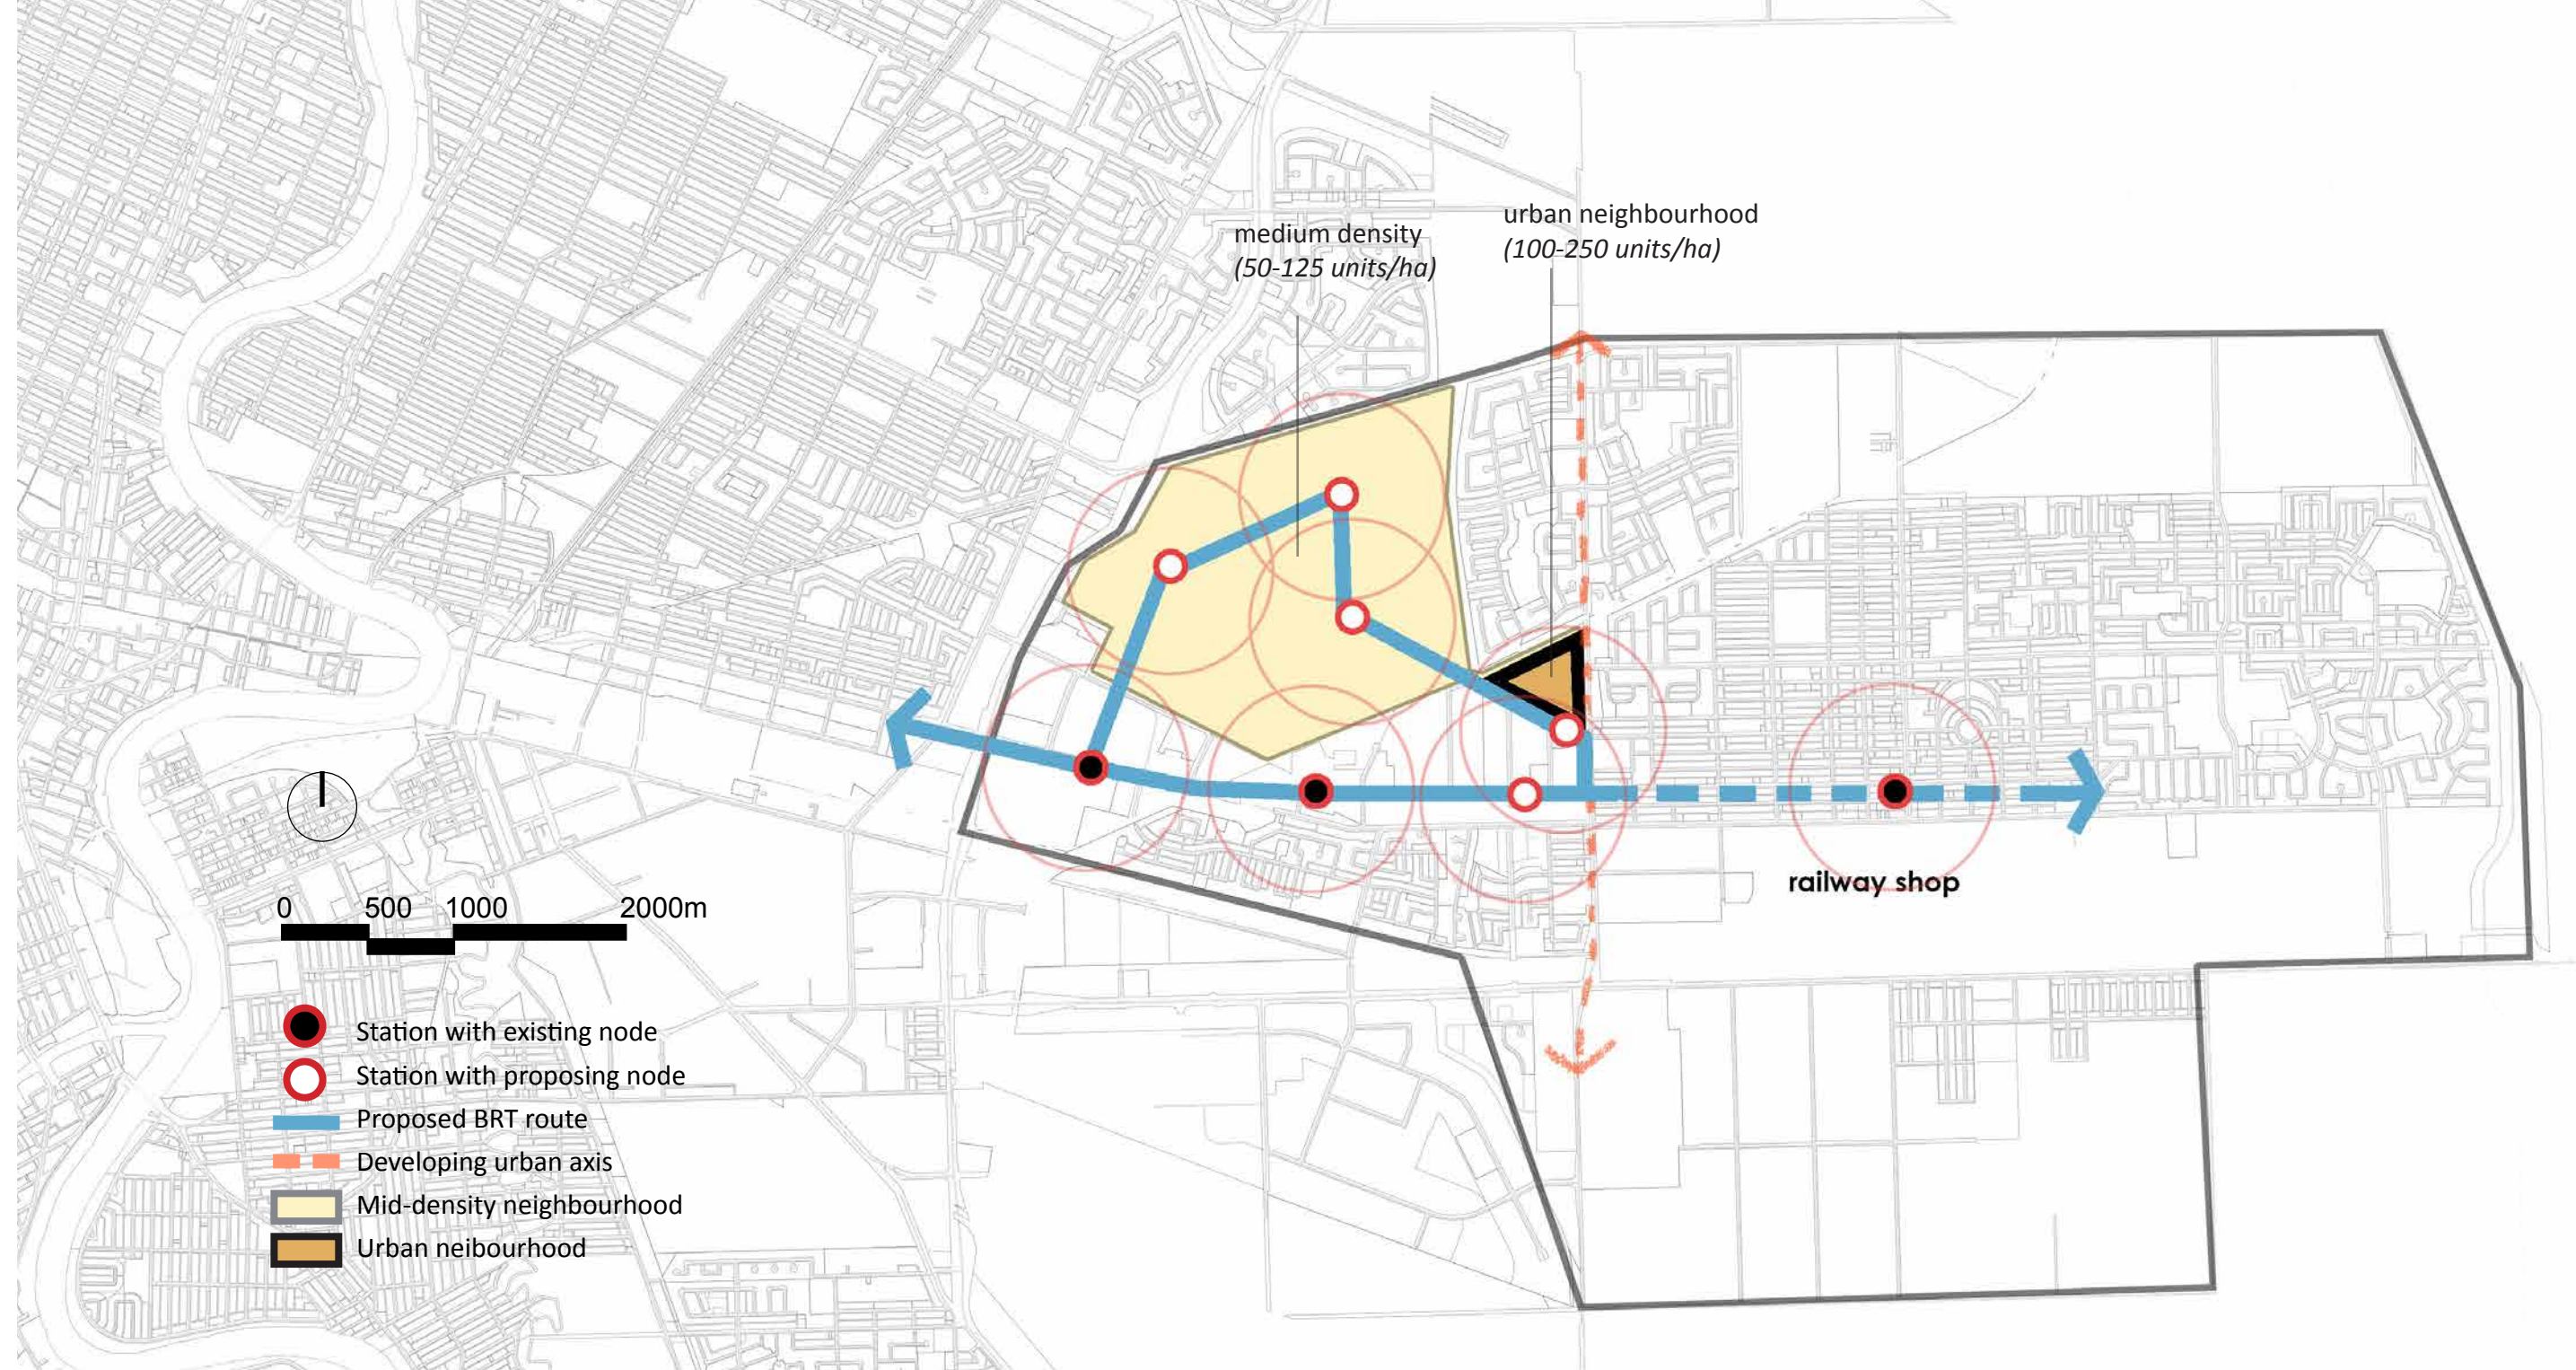 urban neighbourhood
(100-250 units/ha)
medium density
(50-125 units/ha)
railway shop
0 500 1000 2000m
Station with existing node
Station with proposing node
Proposed BRT route
Developing urban axis
Mid-density neighbourhood
Urban neibourhood